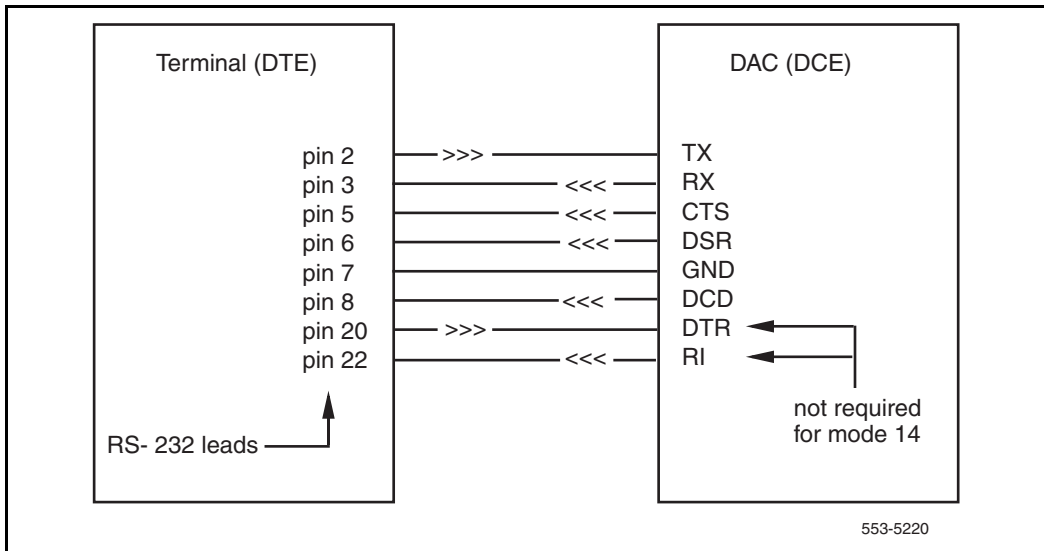 Terminal (DTE)
DAC (DCE)
pin 2 >>> TX
pin 3 <<< RX
pin 5 <<< CTS
pin 6 <<< DSR
pin 7 GND
pin 8 <<< DCD
pin 20 >>> DTR
pin 22 <<< RI
RS- 232 leads
not required
for mode 14
553-5220